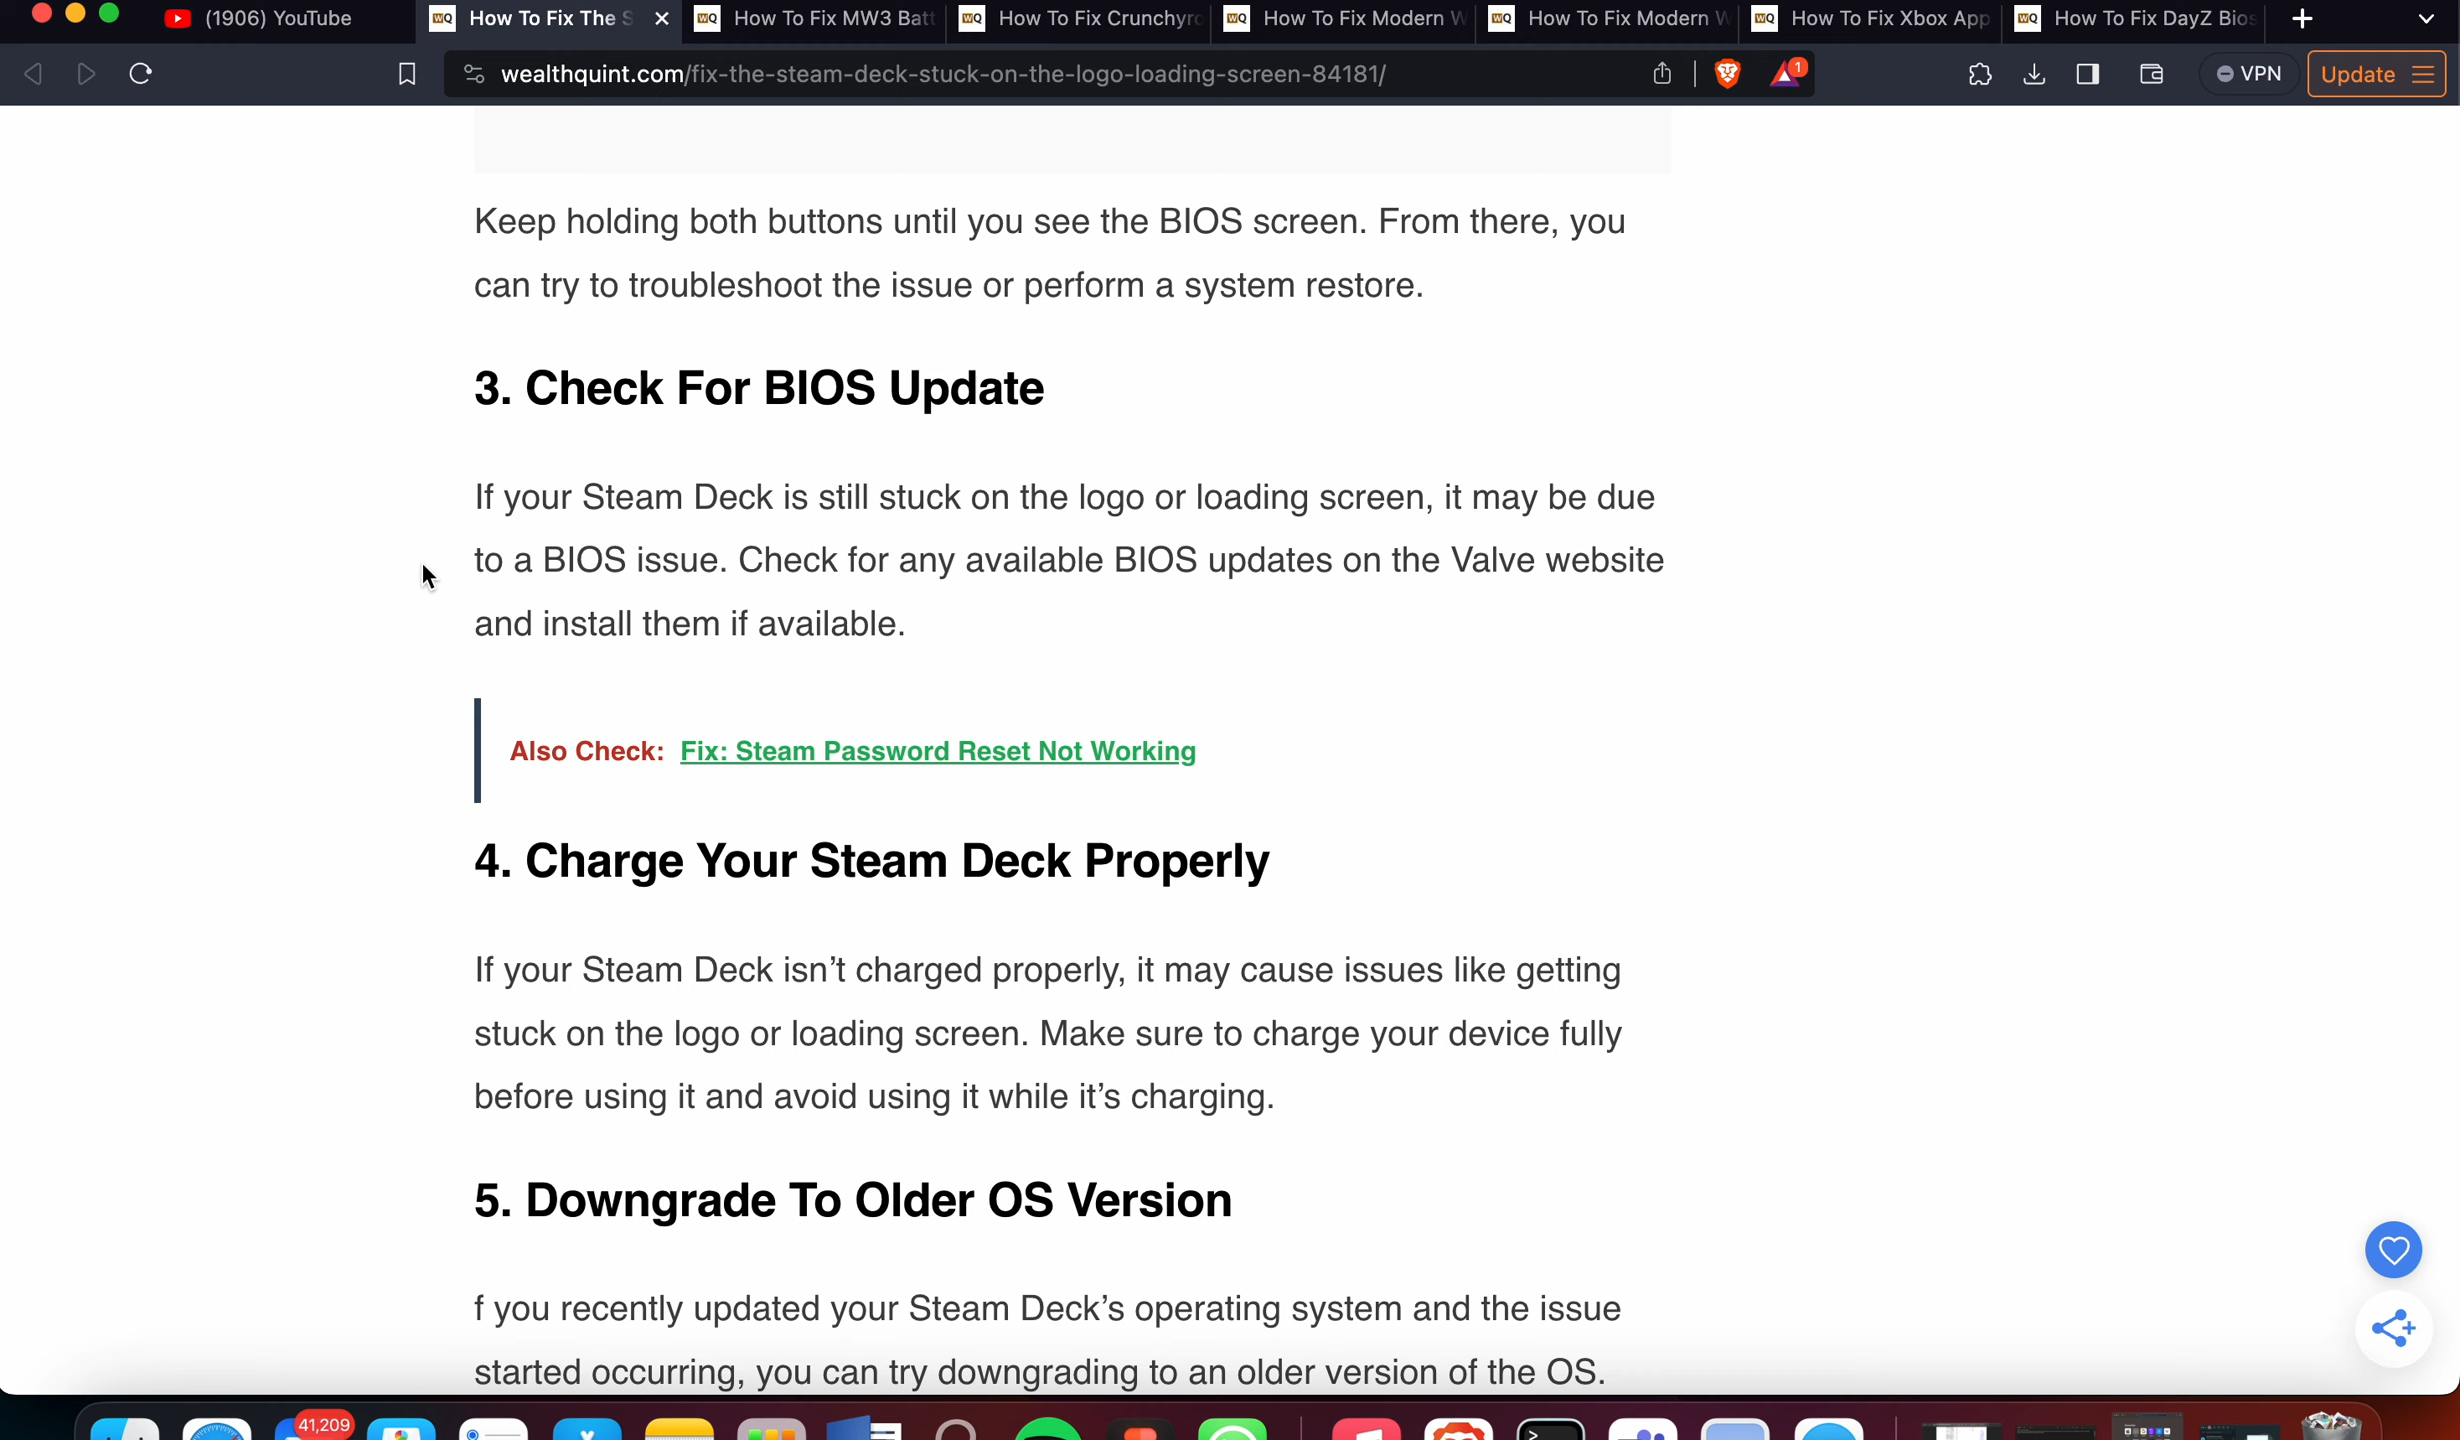 (1906) YouTube
How To Fix The S
How To Fix MW3 Batt
How To Fix Crunchyro
How To Fix Modern W
How To Fix Modern W
How To Fix Xbox App
How To Fix DayZ Bios
wealthquint.com/fix-the-steam-deck-stuck-on-the-logo-loading-screen-84181/
1
VPN
Update
Keep holding both buttons until you see the BIOS screen. From there, you
can try to troubleshoot the issue or perform a system restore.
3. Check For BIOS Update
If your Steam Deck is still stuck on the logo or loading screen, it may be due
to a BIOS issue. Check for any available BIOS updates on the Valve website
and install them if available.
Also Check: Fix: Steam Password Reset Not Working
4. Charge Your Steam Deck Properly
If your Steam Deck isn’t charged properly, it may cause issues like getting
stuck on the logo or loading screen. Make sure to charge your device fully
before using it and avoid using it while it’s charging.
5. Downgrade To Older OS Version
f you recently updated your Steam Deck’s operating system and the issue
started occurring, you can try downgrading to an older version of the OS.
41,209